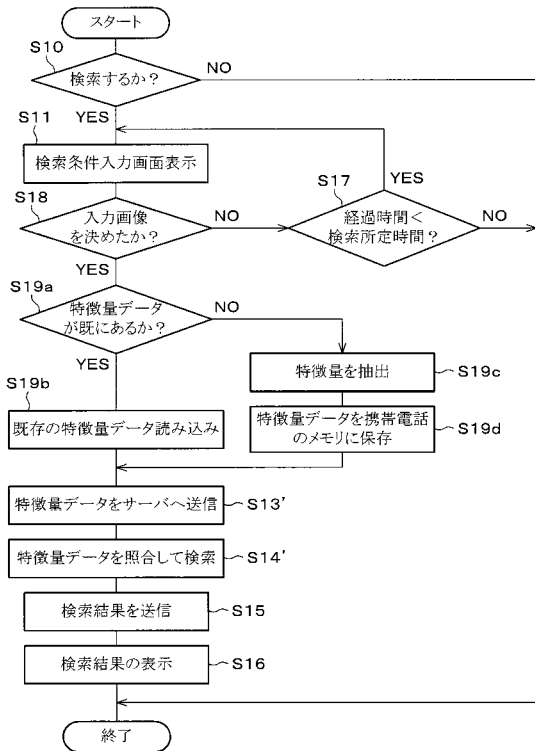 スタート
S10
検索するか?
NO
YES
S11
検索条件入力画面表示
S17
YES
S18
入力画像
を決めたか?
NO
経過時間<
検索所定時間?
NO
YES
S19a
特徴量データ
が既にあるか?
NO
YES
特徴量を抽出
S19c
S19b
既存の特徴量データ読み込み
特徴量データを携帯電話
のメモリに保存
S19d
特徴量データをサーバへ送信
S13'
特徴量データを照合して検索
S14'
検索結果を送信
S15
検索結果の表示
S16
終了